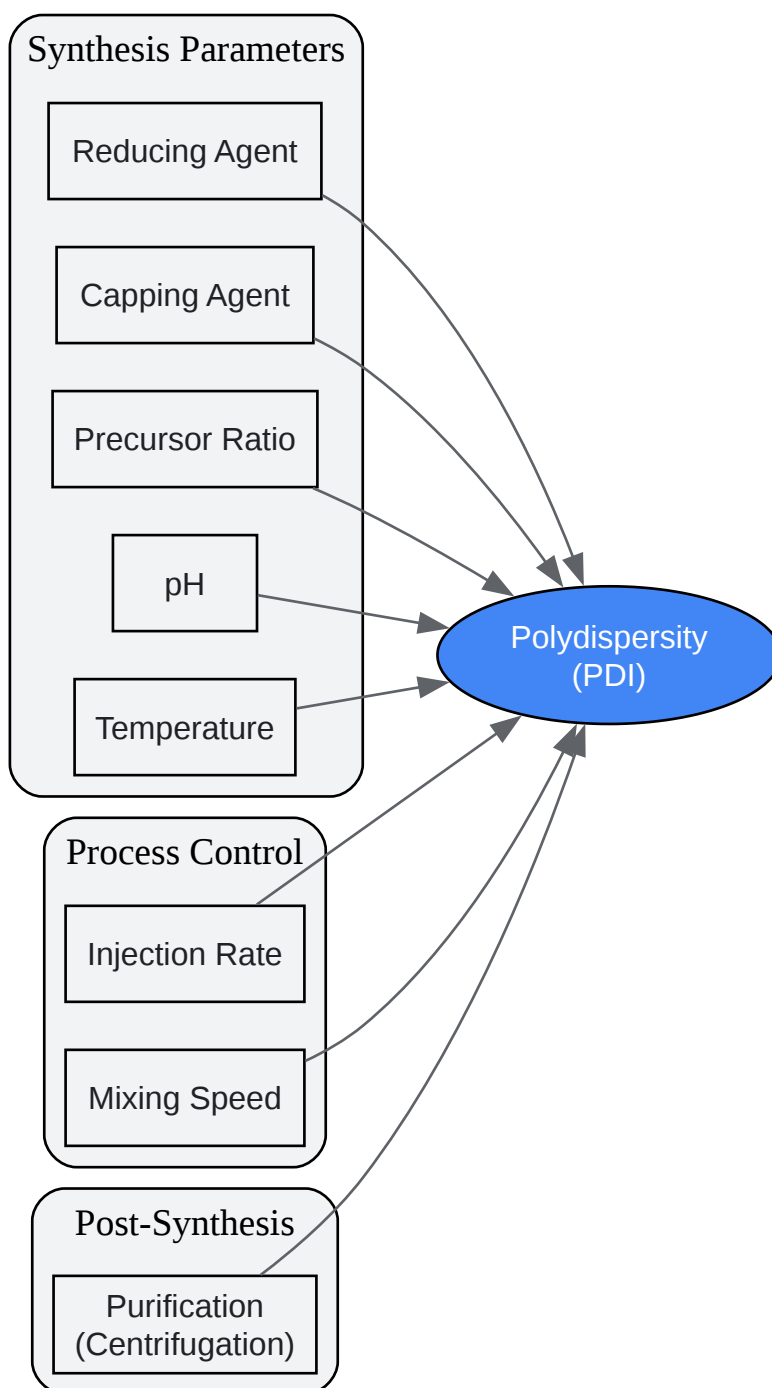 Synthesis Parameters
Reducing Agent
Capping Agent
Precursor Ratio
pH
Temperature
Polydispersity
(PDI)
Process Control
Injection Rate
Mixing Speed
Post-Synthesis
Purification
(Centrifugation)